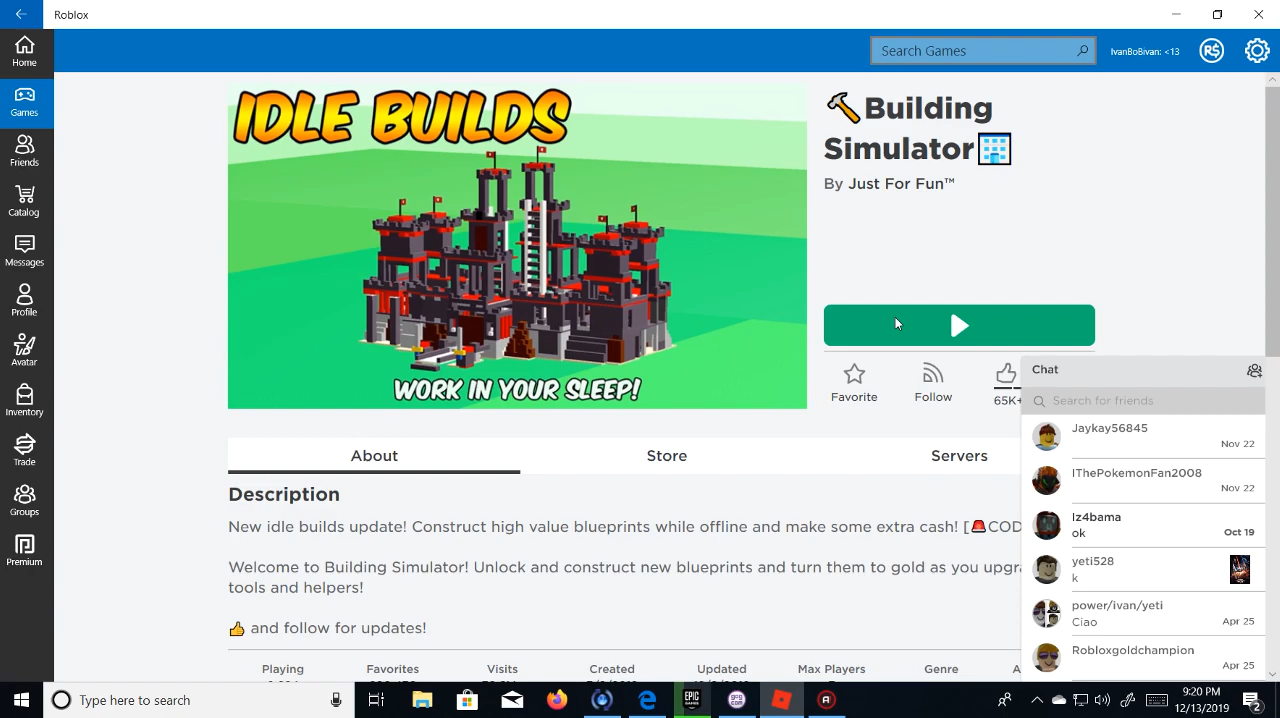 Roblox
Search Games
IvanBoBivan: <13
Home
Games
Friends
Catalog
Messages
Profile
Avatar
Inventory
Trade
Groups
Premium
IDLE BUILDS
WORK IN YOUR SLEEP!
🔨Building
Simulator🏢
By Just For Fun™
Favorite
Follow
65K+
About
Store
Servers
Description
New idle builds update! Construct high value blueprints while offline and make some extra cash! [🚨COD
Welcome to Building Simulator! Unlock and construct new blueprints and turn them to gold as you upgra
tools and helpers!
👍 and follow for updates!
Playing
Favorites
Visits
Created
Updated
Max Players
Genre
Chat
Search for friends
Jaykay56845
Nov 22
IThePokemonFan2008
Nov 22
Iz4bama
ok
Oct 19
yeti528
k
power/ivan/yeti
Ciao
Apr 25
Robloxgoldchampion
Apr 25
Type here to search
EPIC
GAMES
GOG
COM
9:20 PM
12/13/2019
2